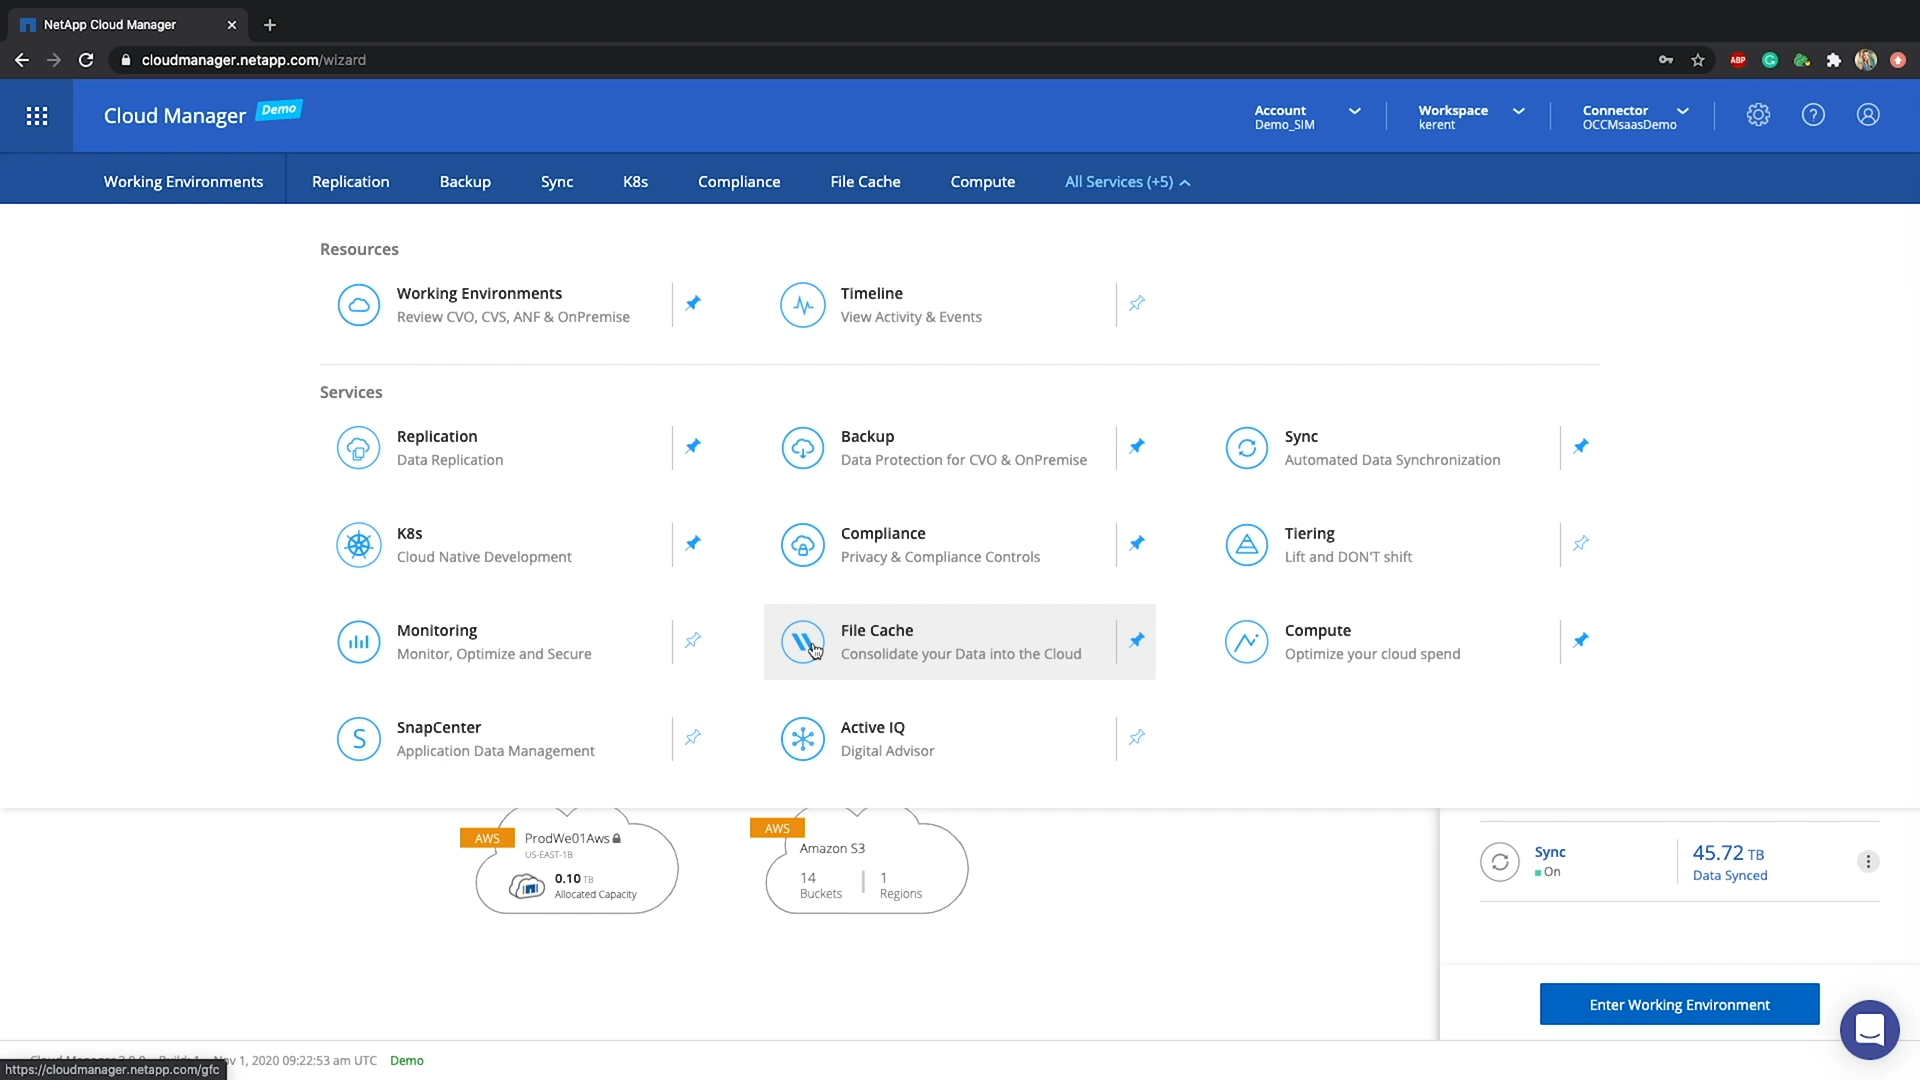 NetApp Cloud Manager
cloudmanager.netapp.com/wizard
ABP
Cloud Manager Demo
Account
Demo_SIM
Workspace
kerent
Connector
OCCMsaasDemo
Working Environments
Replication
Backup
Sync
K8s
Compliance
File Cache
Compute
All Services (+5)
Resources
Working Environments
Review CVO, CVS, ANF & OnPremise
Timeline
View Activity & Events
Services
Replication
Data Replication
Backup
Data Protection for CVO & OnPremise
Sync
Automated Data Synchronization
K8s
Cloud Native Development
Compliance
Privacy & Compliance Controls
Tiering
Lift and DON'T shift
Monitoring
Monitor, Optimize and Secure
File Cache
Consolidate your Data into the Cloud
Compute
Optimize your cloud spend
S
SnapCenter
Application Data Management
Active IQ
Digital Advisor
AWS
ProdWe01Aws
US-EAST-1B
0.10 TB
Allocated Capacity
AWS
Amazon S3
14
Buckets
1
Regions
Sync
On
45.72 TB
Data Synced
Enter Working Environment
1, 2020 09:22:53 am UTC Demo
https://cloudmanager.netapp.com/gfc